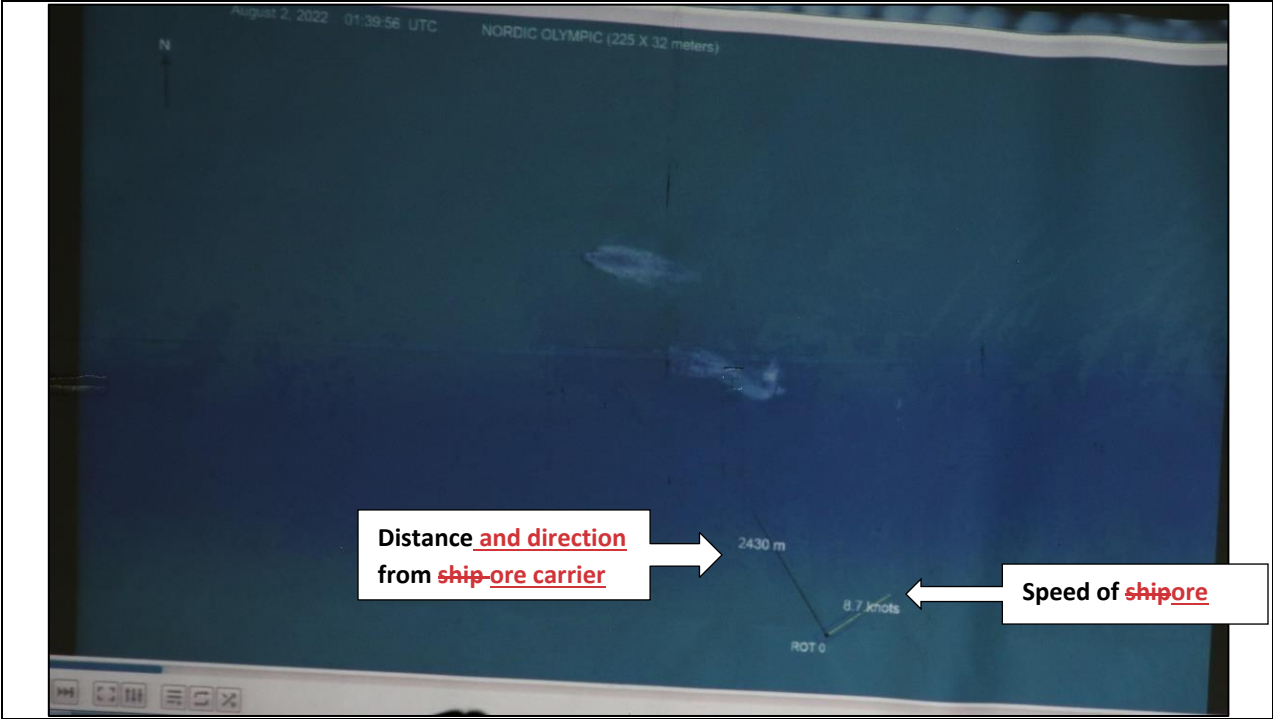 August 2, 2022 01:39:56 UTC NORDIC OLYMPIC (225 X 32 meters)
N
Distance and direction
from ship ore carrier
2430 m
8.7 knots
Speed of shipore
ROT 0